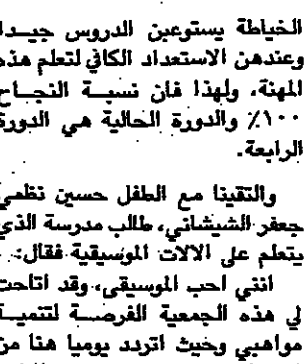 الخياطة يستوعبن الدروس جيدا
وعندهن الاستعداد الكافي لتعلم هذه
المهنة، ولهذا فان نسبة النجاح
١٠٠٪ والدورة الحالية هي الدورة
الرابعة.
والتقينا مع الطفل حسين نظمي
جعفر الشيشاني، طالب مدرسة الذي
يتعلم على الالات الموسيقية فقال:
انني احب الموسيقى، وقد اتاحت
لي هذه الجمعية الفرصة لتنمية
مواهبي وحيث اتردد يوميا هنا من